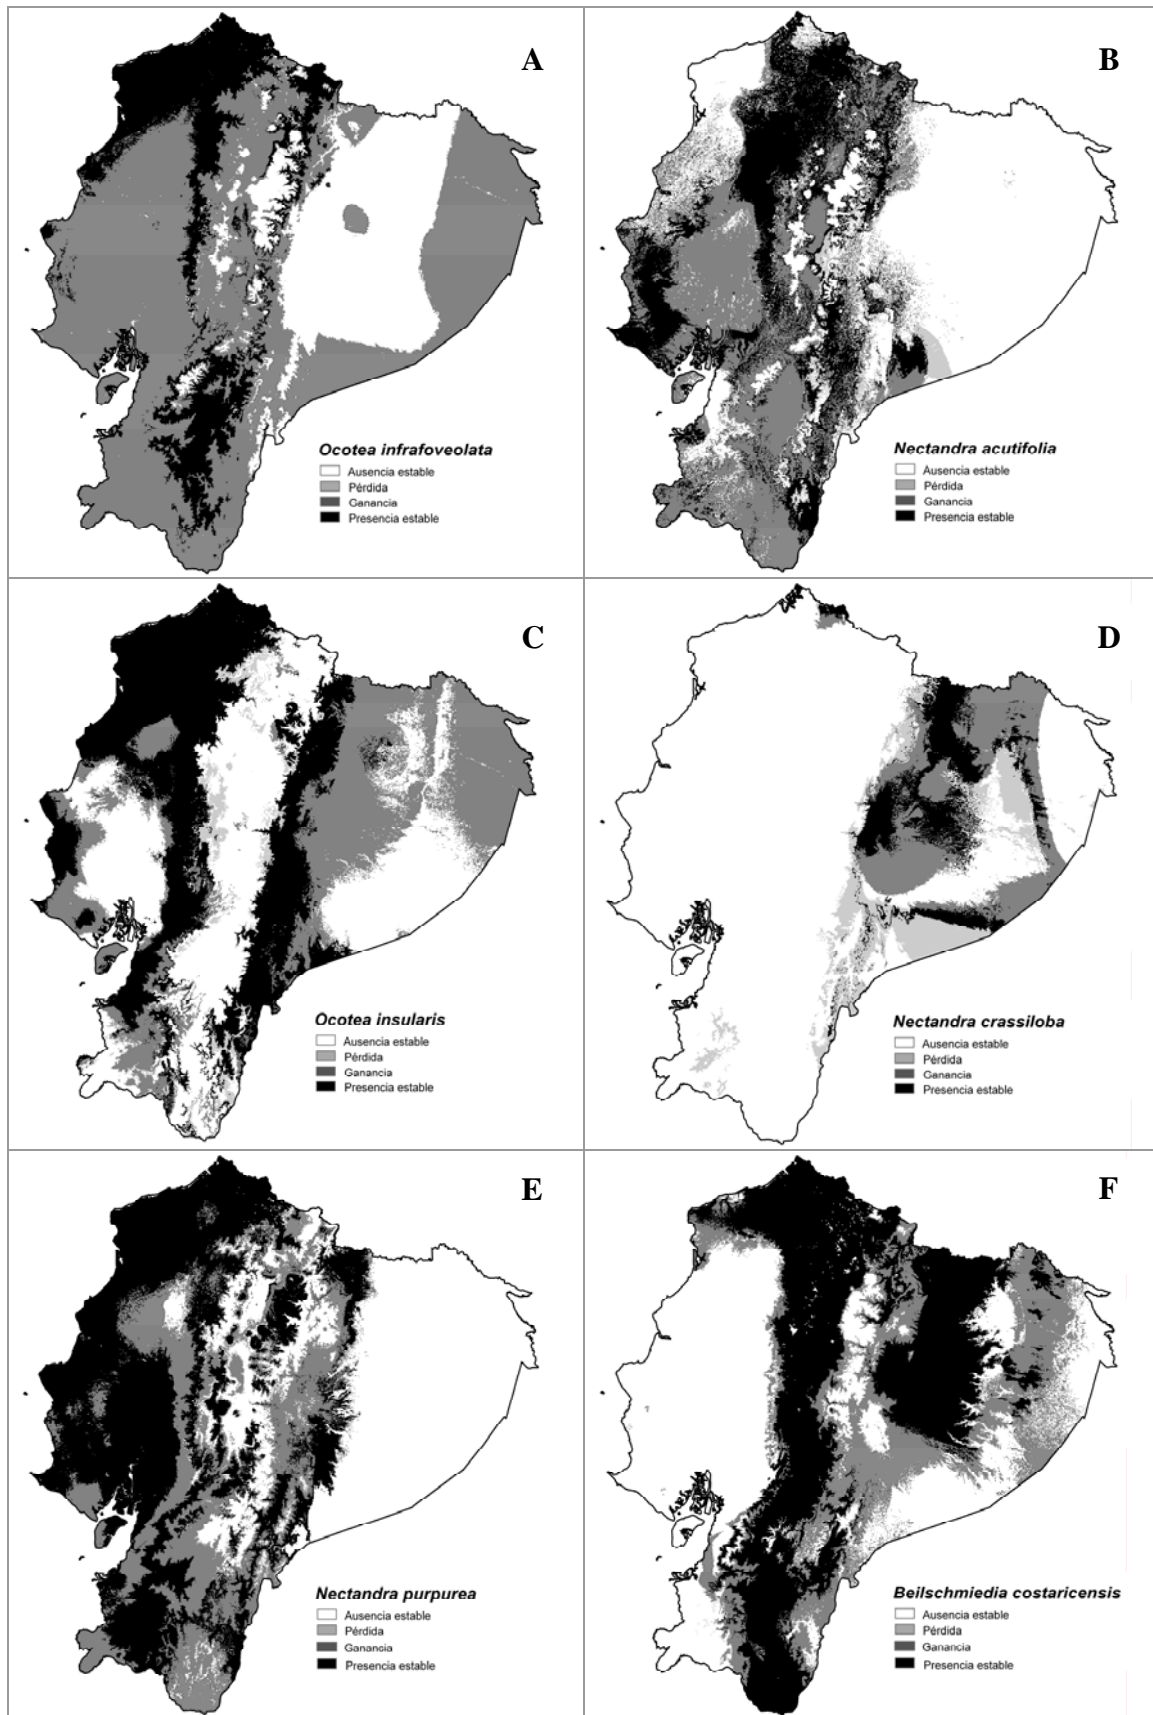 A
Ocotea infrafoveolata
Ausencia estable
Pérdida
Ganancia
Presencia estable
B
Nectandra acutifolia
Ausencia estable
Pérdida
Ganancia
Presencia estable
C
Ocotea insularis
Ausencia estable
Pérdida
Ganancia
Presencia estable
D
Nectandra crassiloba
Ausencia estable
Pérdida
Ganancia
Presencia estable
E
Nectandra purpurea
Ausencia estable
Pérdida
Ganancia
Presencia estable
F
Beilschmiedia costaricensis
Ausencia estable
Pérdida
Ganancia
Presencia estable